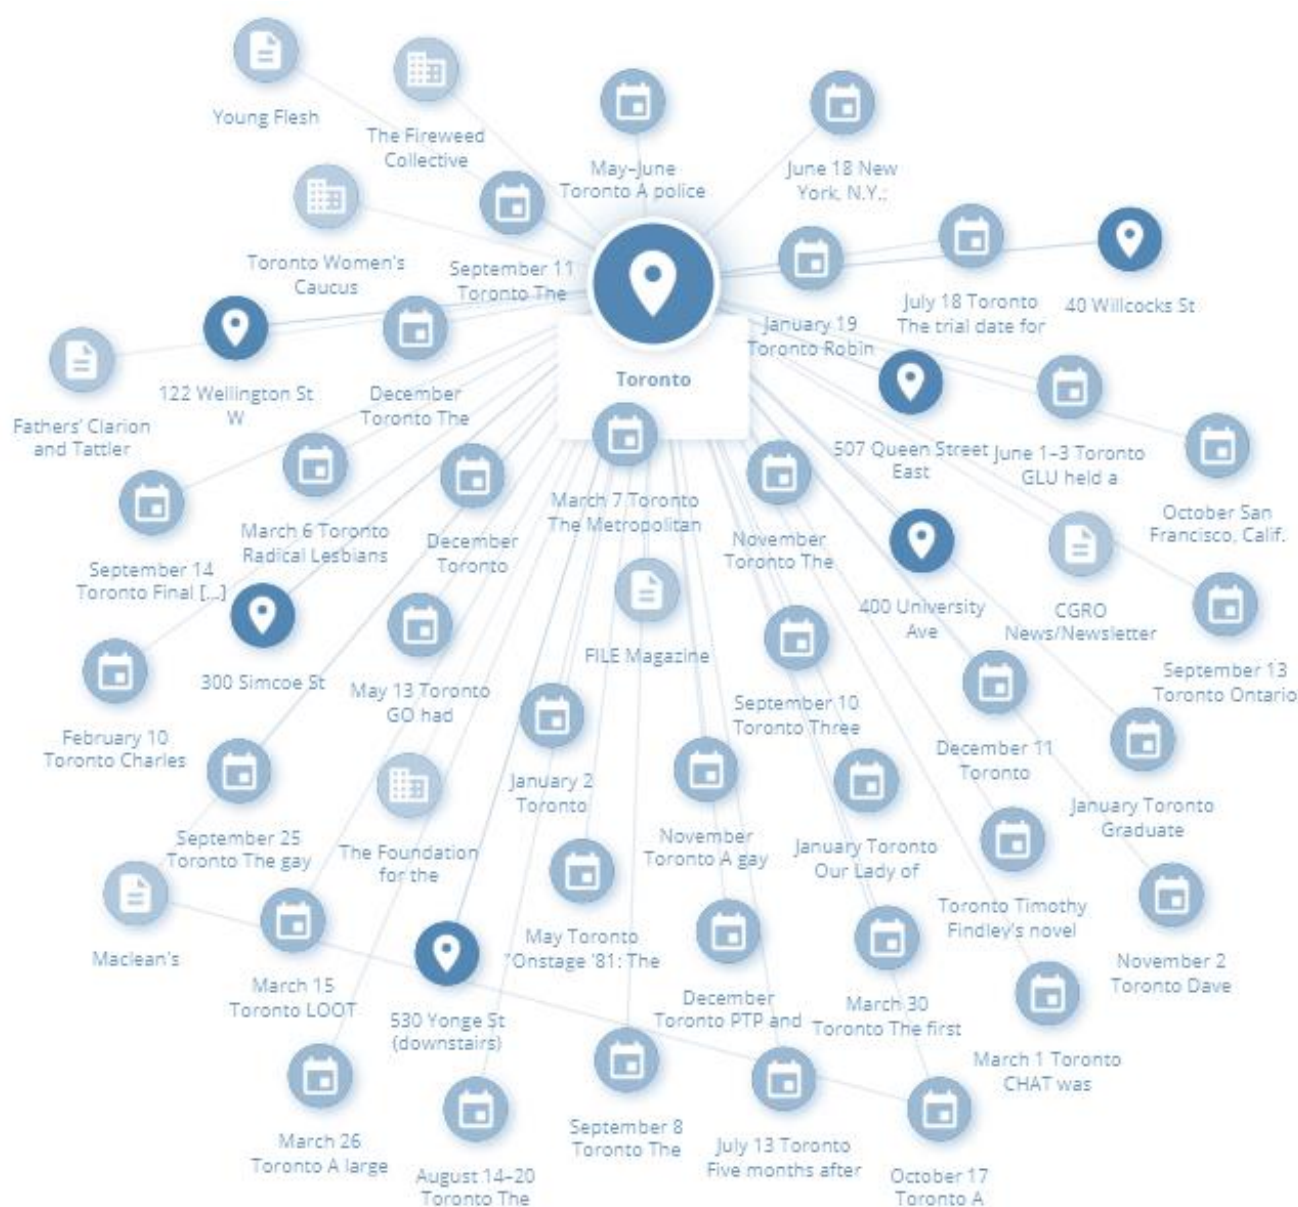 Young Flesh
The Fireweed
Collective
May–June
Toronto A police
June 18 New
York, N.Y.:
Toronto Women's
Caucus
September 11
Toronto The
July 18 Toronto
The trial date for
40 Willcocks St
January 19
Toronto Robin
Toronto
122 Wellington St
W
December
Toronto The
Fathers' Clarion
and Tattler
507 Queen Street
East
June 1–3 Toronto
GLU held a
October San
Francisco, Calif.
March 6 Toronto
Radical Lesbians
December
Toronto
March 7 Toronto
The Metropolitan
November
Toronto The
September 14
Toronto Final [...]
400 University
Ave
CGRO
News/Newsletter
FILE Magazine
September 13
Toronto Ontario
300 Simcoe St
May 13 Toronto
GO had
September 10
Toronto Three
February 10
Toronto Charles
January 2
Toronto
December 11
Toronto
January Toronto
Graduate
September 25
Toronto The gay
The Foundation
for the
November
Toronto A gay
January Toronto
Our Lady of
Toronto Timothy
Findley's novel
Maclean's
May Toronto
"Onstage '81: The
November 2
Toronto Dave
March 15
Toronto LOOT
530 Yonge St
(downstairs)
December
Toronto PTP and
March 30
Toronto The first
March 1 Toronto
CHAT was
March 26
Toronto A large
September 8
Toronto The
July 13 Toronto
Five months after
August 14–20
Toronto The
October 17
Toronto A